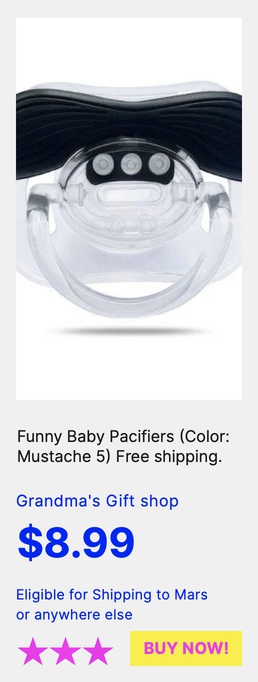 Funny Baby Pacifiers (Color:
Mustache 5) Free shipping.
Grandma's Gift shop
$8.99
Eligible for Shipping to Mars
or anywhere else
BUY NOW!